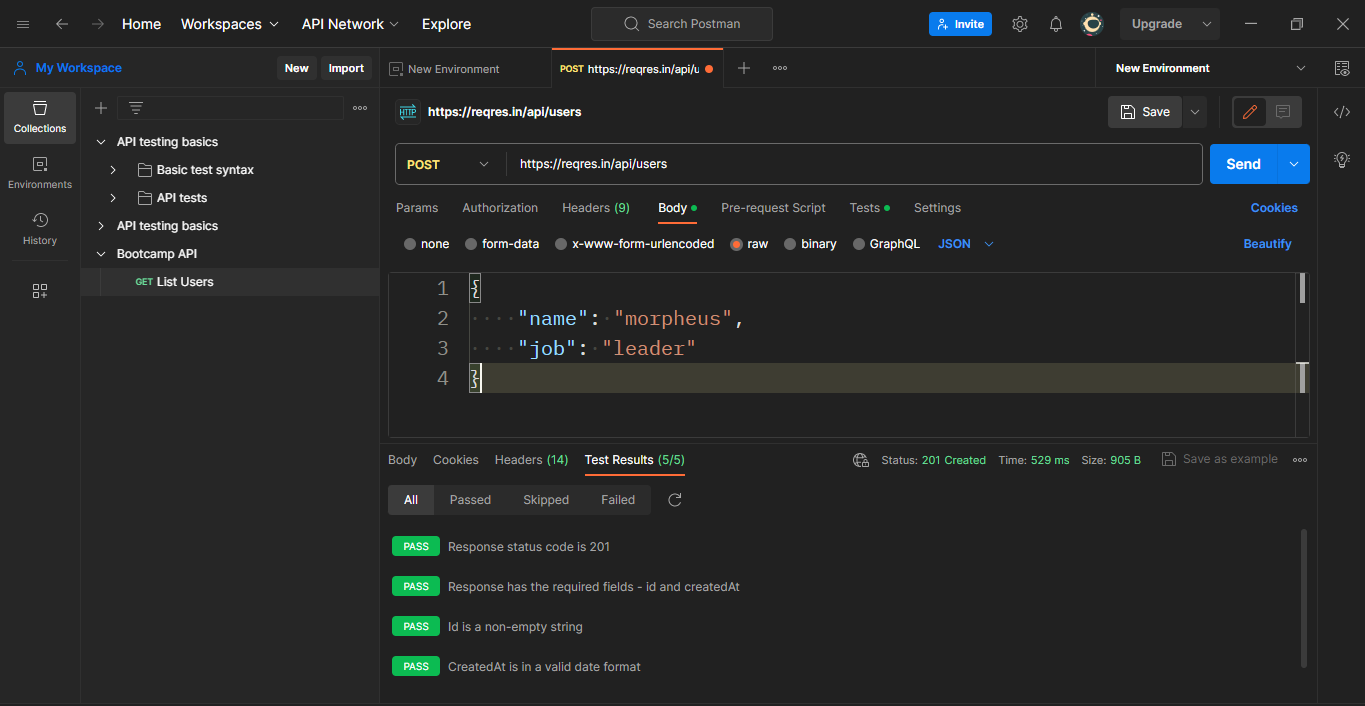 Home Workspaces API Network Explore Search Postman Invite Upgrade
My Workspace New Import New Environment POST https://reqres.in/api/u New Environment
Collections
Environments
History
API testing basics
Basic test syntax
API tests
API testing basics
Bootcamp API
GET List Users
HTTP https://reqres.in/api/users Save
POST https://reqres.in/api/users Send
Params Authorization Headers (9) Body Pre-request Script Tests Settings Cookies
none form-data x-www-form-urlencoded raw binary GraphQL JSON Beautify
1 {
2 "name": "morpheus",
3 "job": "leader"
4 }
Body Cookies Headers (14) Test Results (5/5) Status: 201 Created Time: 529 ms Size: 905 B Save as example
All Passed Skipped Failed
PASS Response status code is 201
PASS Response has the required fields - id and createdAt
PASS Id is a non-empty string
PASS CreatedAt is in a valid date format